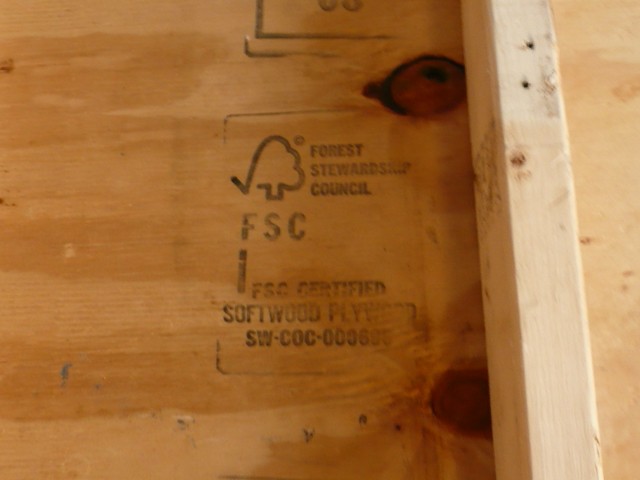 FOREST
STEWARDSHIP
COUNCIL
FSC
FSC CERTIFIED
SOFTWOOD PLYWOOD